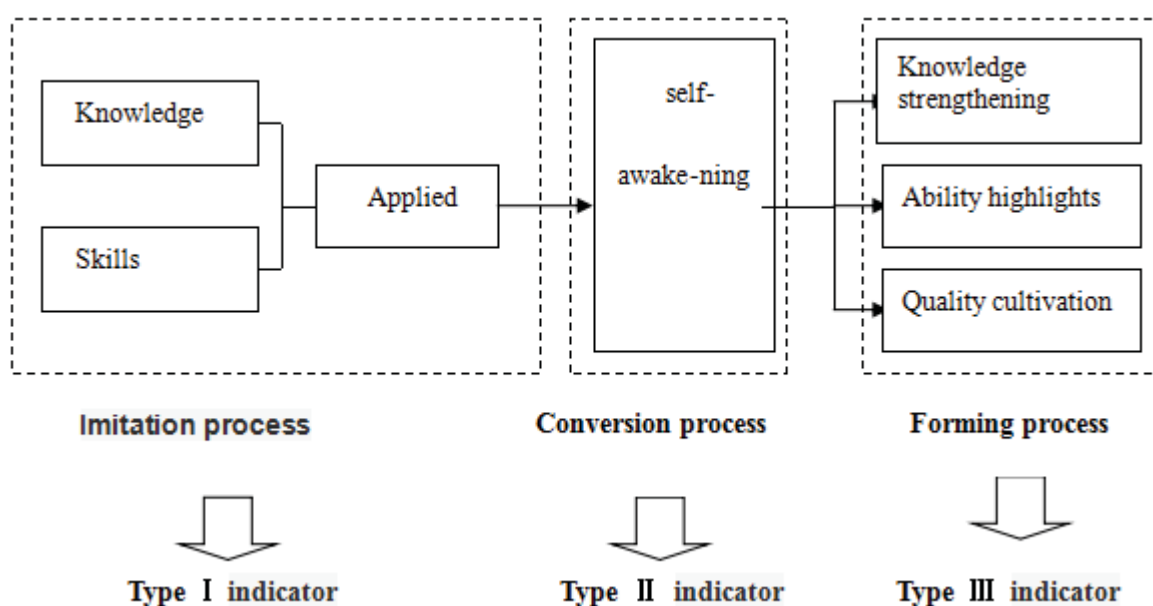 Knowledge
Skills
Applied
self-
awake-ning
Knowledge
strengthening
Ability highlights
Quality cultivation
Imitation process
Conversion process
Forming process
Type Ⅰ indicator
Type Ⅱ indicator
Type Ⅲ indicator